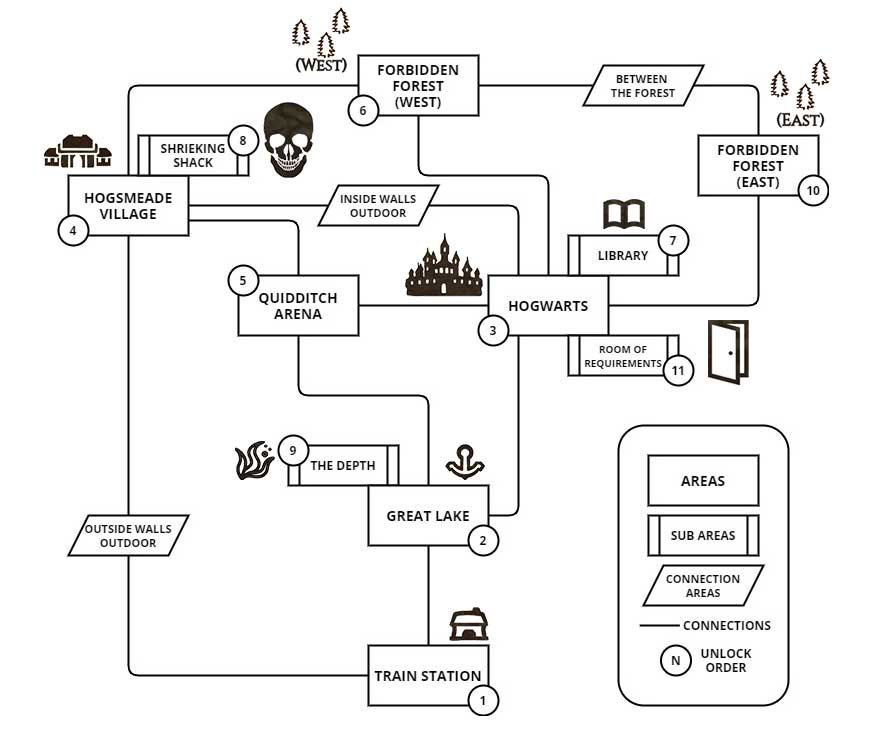 (WEST)
FORBIDDEN
FOREST
(WEST)
6
BETWEEN
THE FOREST
(EAST)
FORBIDDEN
FOREST
(EAST)
10
SHRIEKING
SHACK
8
HOGSMEADE
VILLAGE
4
INSIDE WALLS
OUTDOOR
LIBRARY
7
5
QUIDDITCH
ARENA
HOGWARTS
3
ROOM OF
REQUIREMENTS
11
9
THE DEPTH
GREAT LAKE
2
OUTSIDE WALLS
OUTDOOR
TRAIN STATION
1
AREAS
SUB AREAS
CONNECTION
AREAS
CONNECTIONS
N
UNLOCK
ORDER